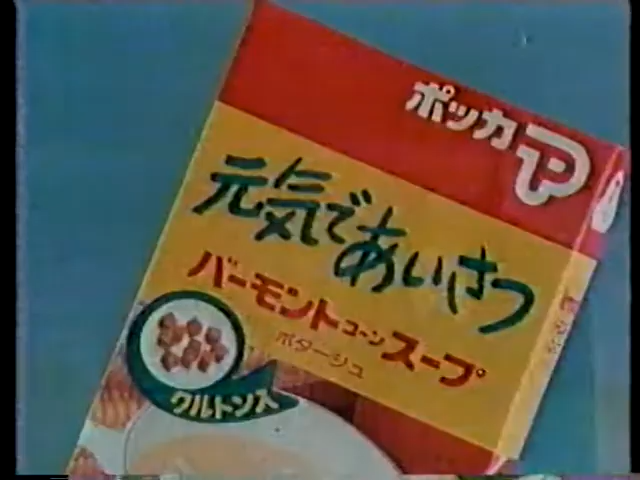 ポッカ
元気であいさつ
バーモントコーンスープ
ポタージュ
クルトン入